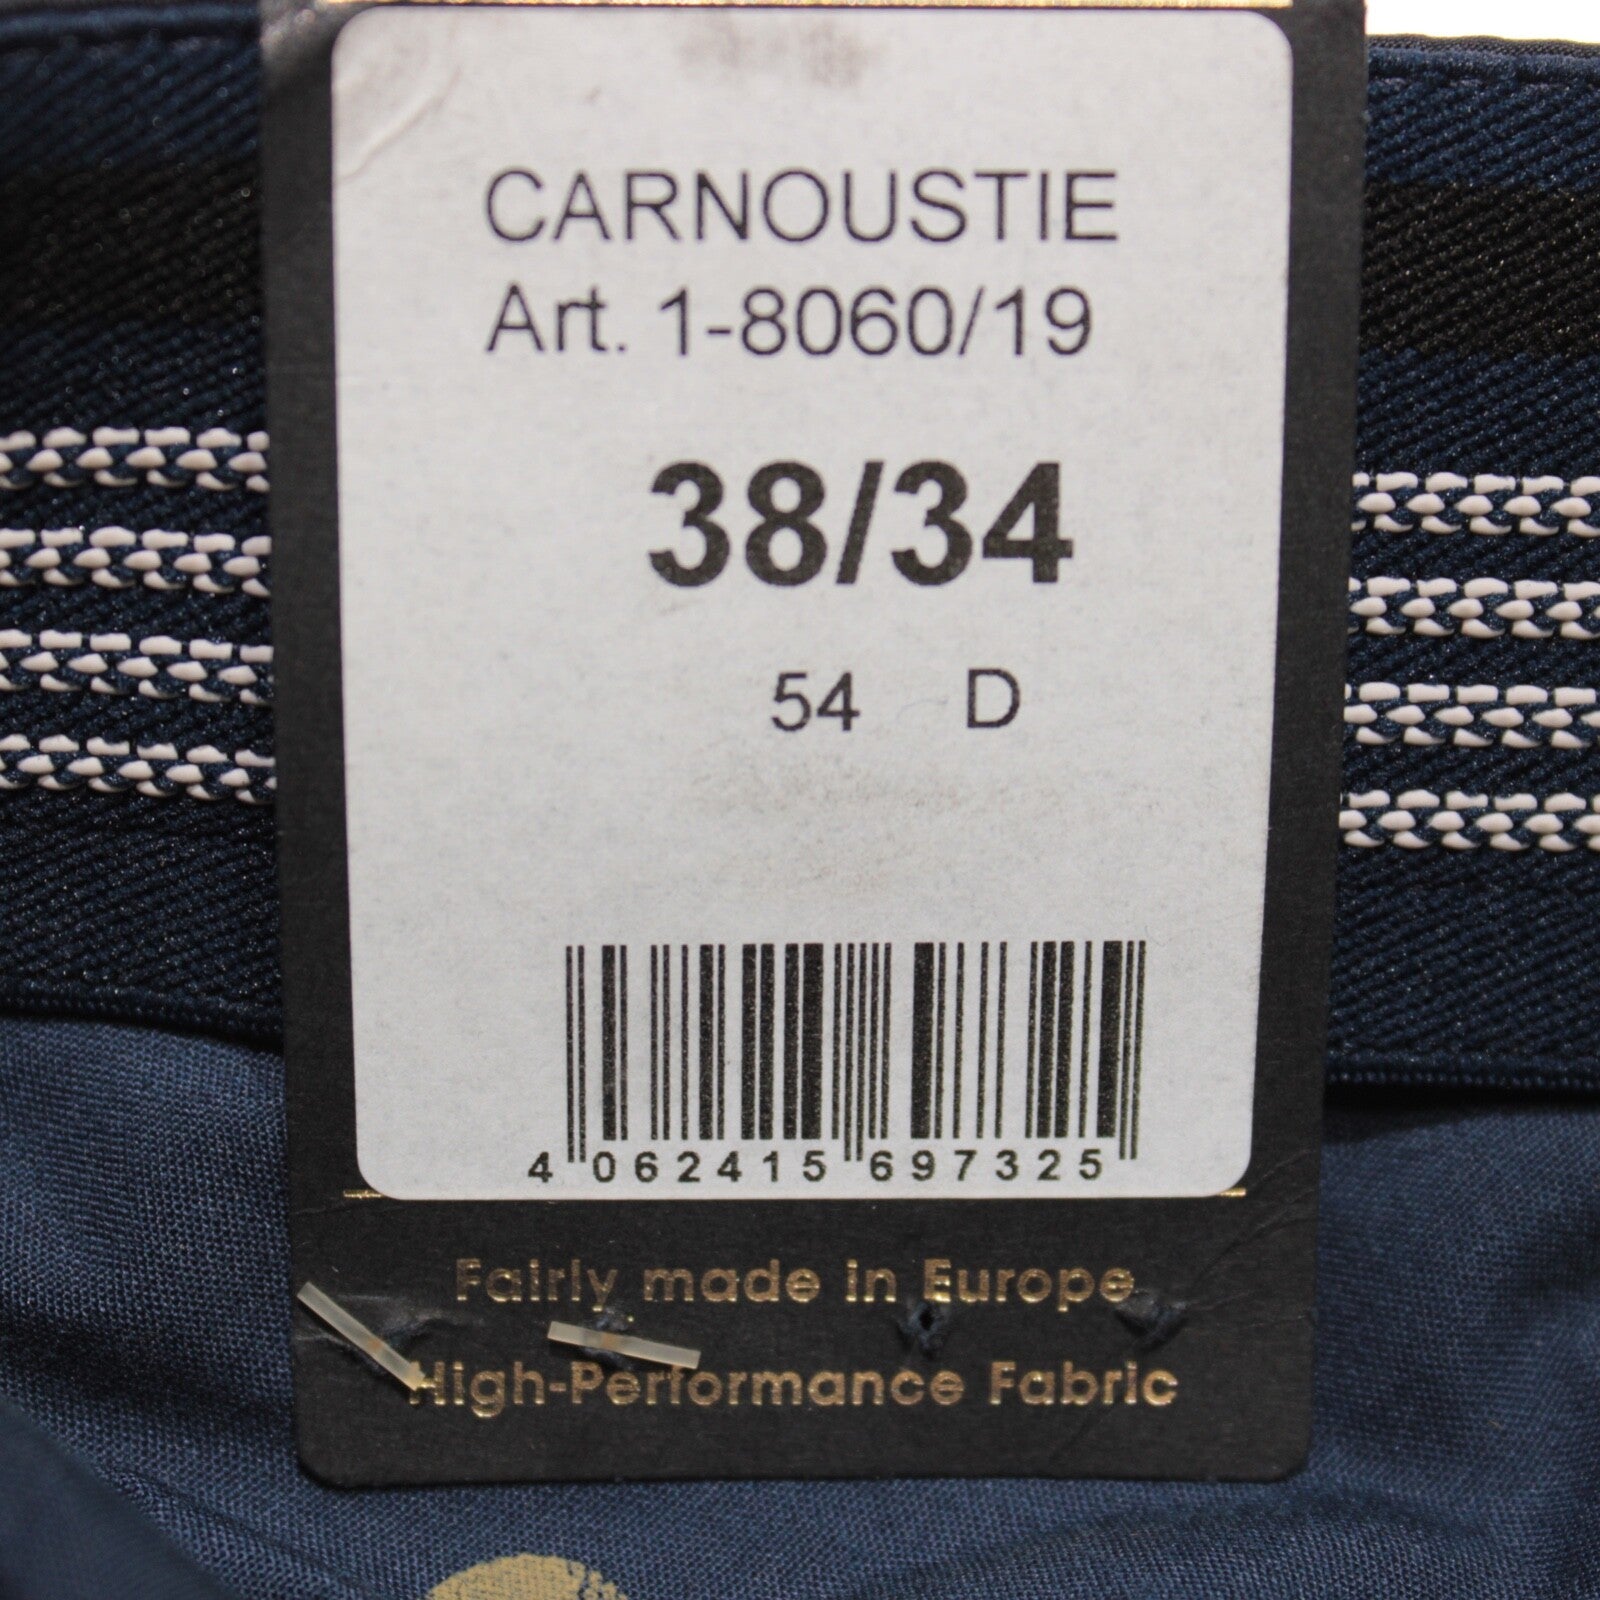 CARNOUSTIE
Art. 1-8060/19
38/34
54 D
4 062415 697325
Fairly made in Europe
High-Performance Fabric